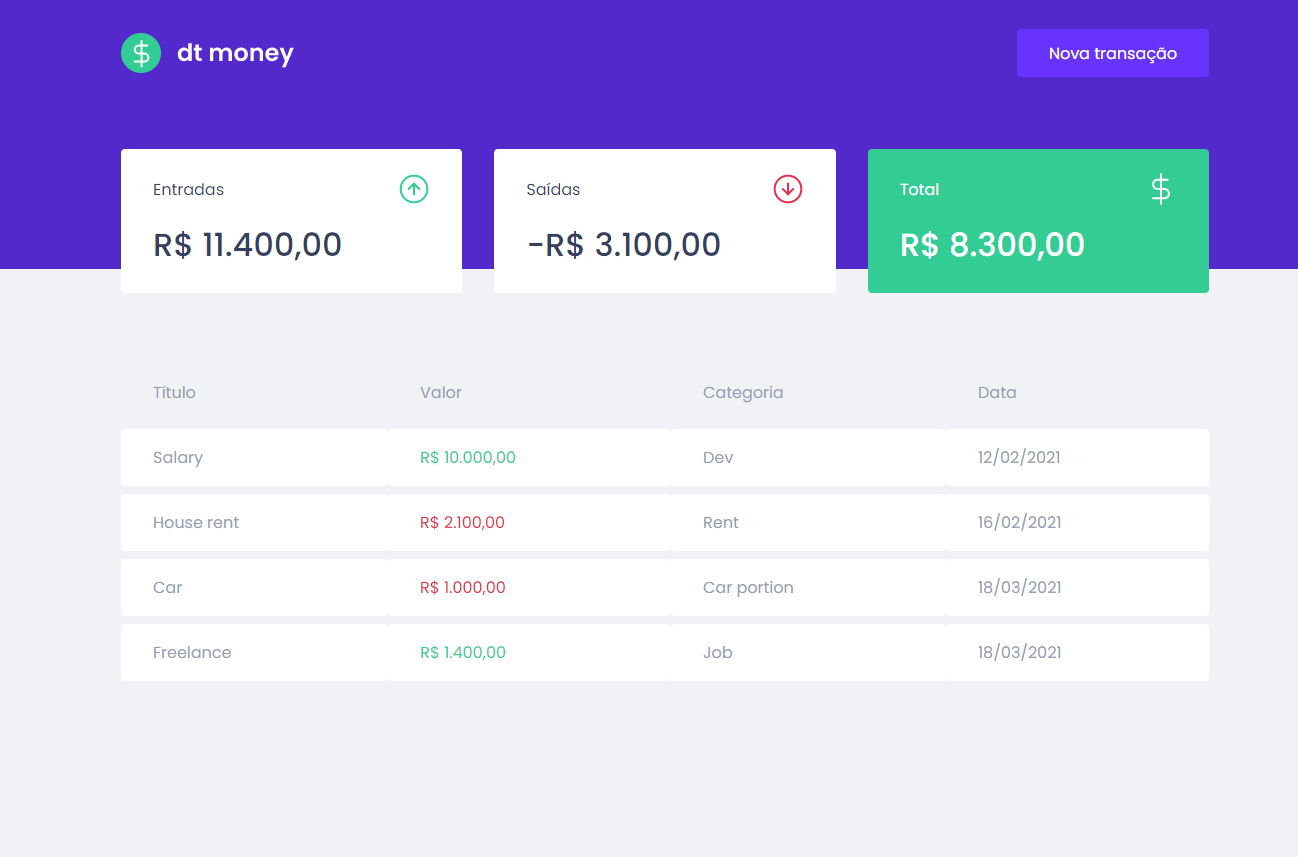 dt money
Nova transação
Entradas
R$ 11.400,00
Saídas
-R$ 3.100,00
Total
R$ 8.300,00
Título Valor Categoria Data
Salary R$ 10.000,00 Dev 12/02/2021
House rent R$ 2.100,00 Rent 16/02/2021
Car R$ 1.000,00 Car portion 18/03/2021
Freelance R$ 1.400,00 Job 18/03/2021